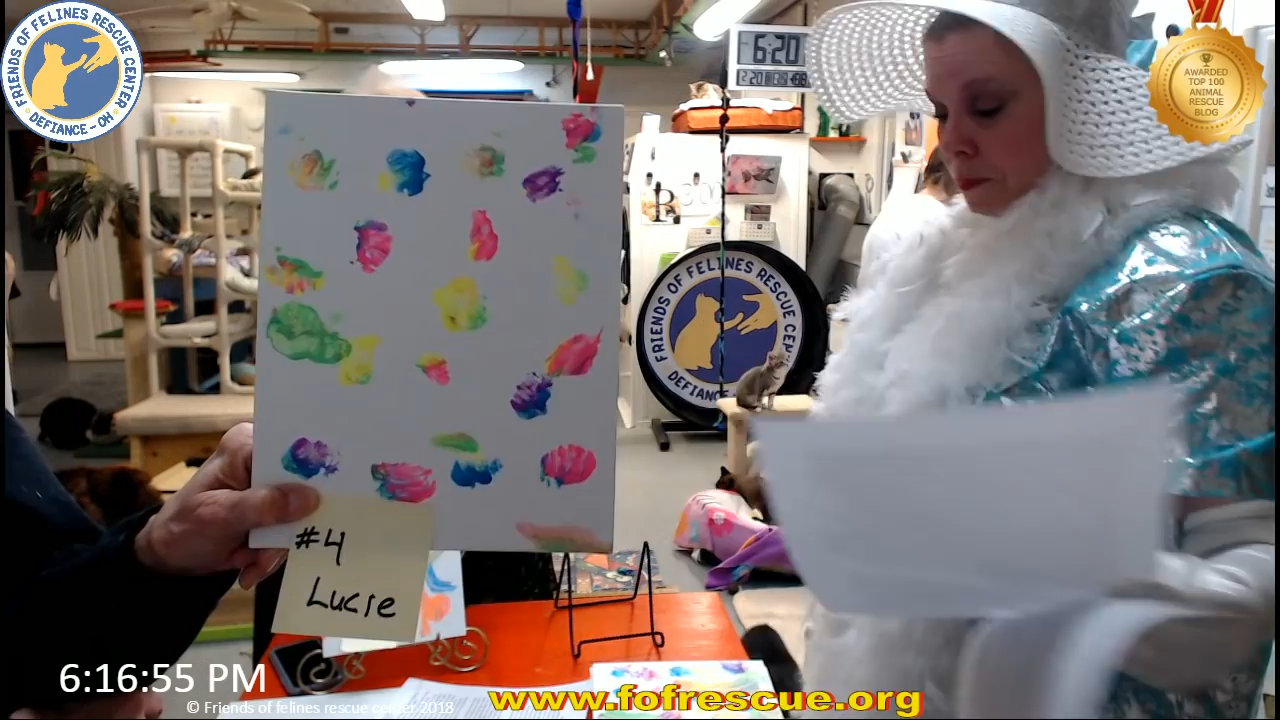 FRIENDS OF FELINES RESCUE CENTER
DEFIANCE - OH
6:20
AWARDED
TOP 100
ANIMAL
RESCUE
BLOG
FRIENDS OF FELINES RESCUE CENTER
DEFIANCE
#4
Lucie
6:16:55 PM
© Friends of felines rescue center 2018
www.fofrescue.org